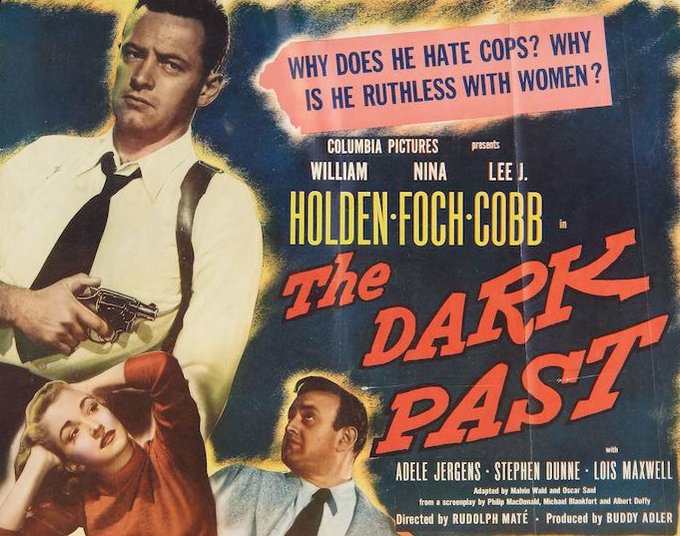 WHY DOES HE HATE COPS? WHY
IS HE RUTHLESS WITH WOMEN?
COLUMBIA PICTURES presents
WILLIAM NINA LEE J.
HOLDEN·FOCH·COBB in
The
DARK
PAST
with
ADELE JERGENS · STEPHEN DUNNE · LOIS MAXWELL
Adapted by Malvin Wald and Oscar Saul
from a screenplay by Philip MacDonald, Michael Blankfort and Albert Duffy
Directed by RUDOLPH MATÉ · Produced by BUDDY ADLER